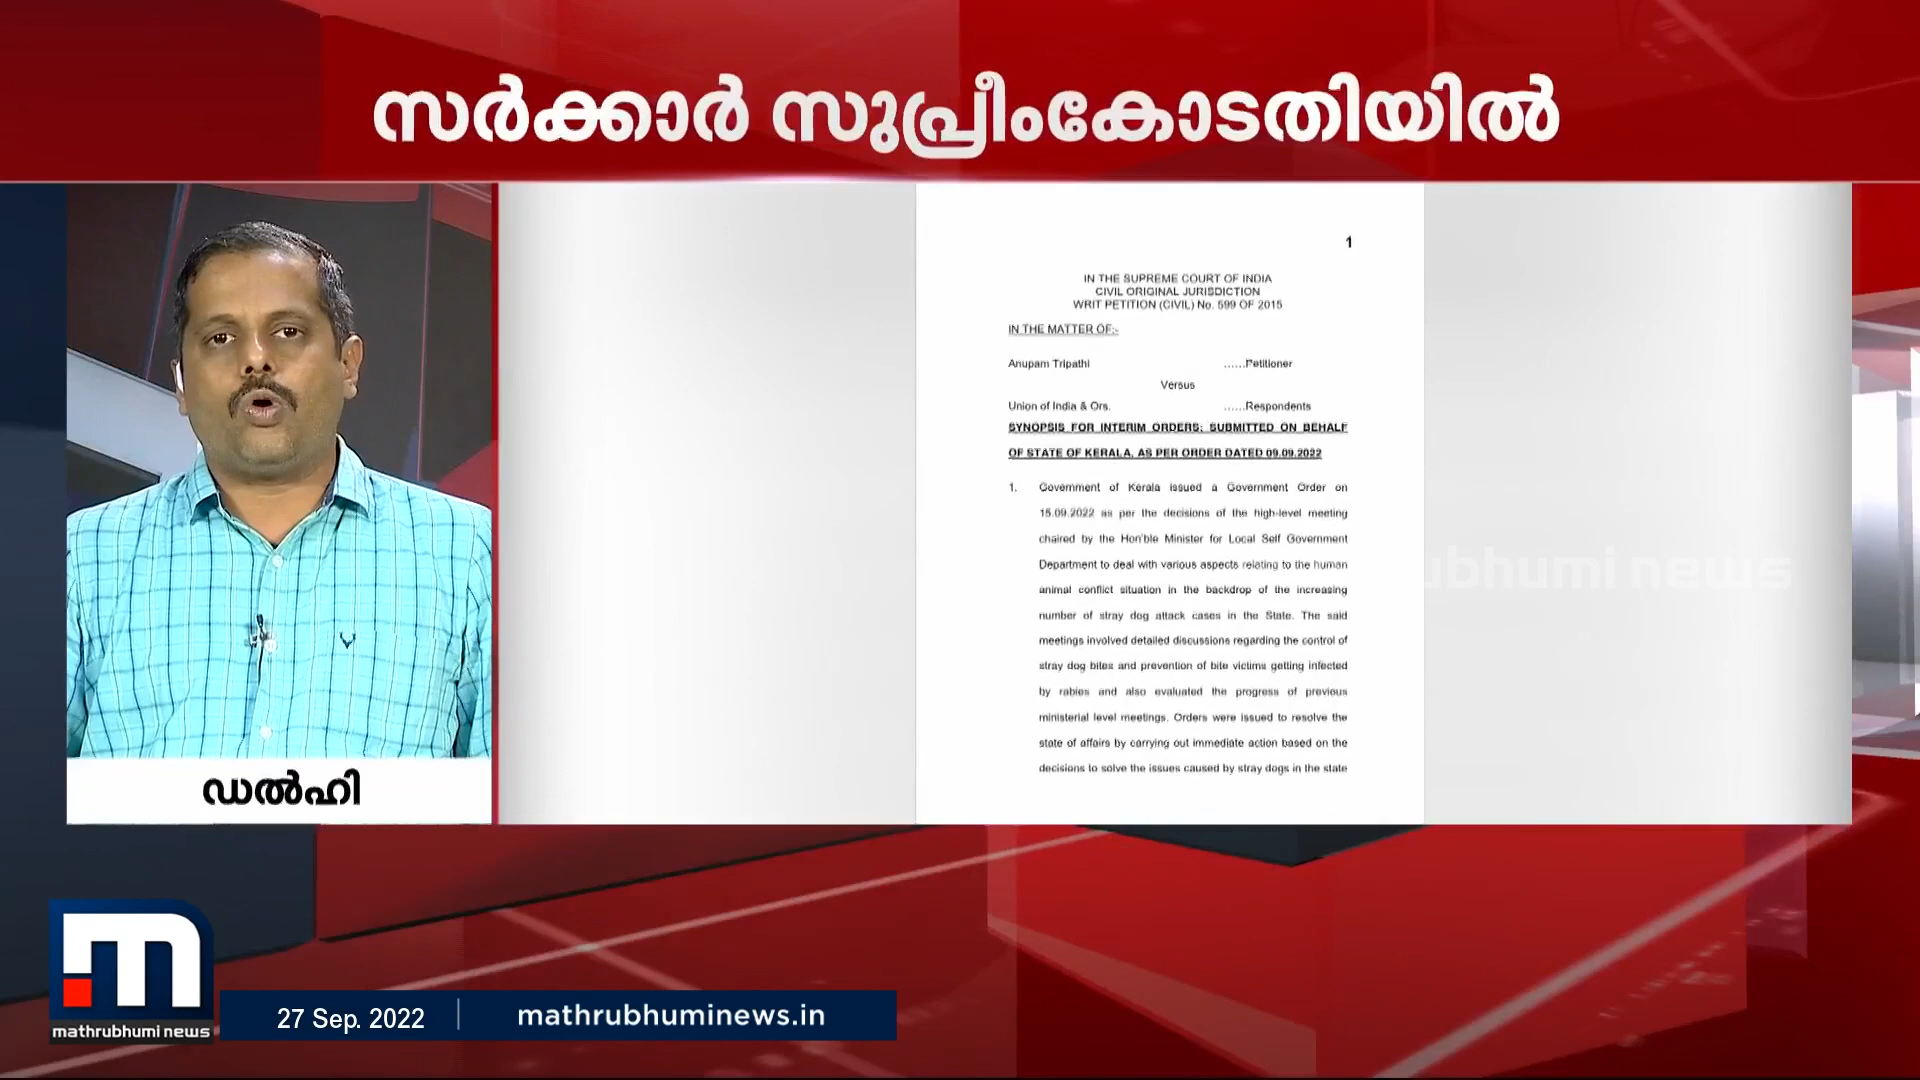 സർക്കാർ സുപ്രീംകോടതിയിൽ
1
IN THE SUPREME COURT OF INDIA
CIVIL ORIGINAL JURISDICTION
WRIT PETITION (CIVIL) No. 599 OF 2015
IN THE MATTER OF:-
Anupam Tripathi ......Petitioner
Versus
Union of India & Ors. ......Respondents
SYNOPSIS FOR INTERIM ORDERS; SUBMITTED ON BEHALF
OF STATE OF KERALA, AS PER ORDER DATED 09.09.2022
1. Government of Kerala issued a Government Order on
15.09.2022 as per the decisions of the high-level meeting
chaired by the Hon'ble Minister for Local Self Government
Department to deal with various aspects relating to the human
animal conflict situation in the backdrop of the increasing
number of stray dog attack cases in the State. The said
meetings involved detailed discussions regarding the control of
stray dog bites and prevention of bite victims getting infected
by rabies and also evaluated the progress of previous
ministerial level meetings. Orders were issued to resolve the
state of affairs by carrying out immediate action based on the
decisions to solve the issues caused by stray dogs in the state
ഡൽഹി
mathrubhumi news
27 Sep. 2022
mathrubhuminews.in